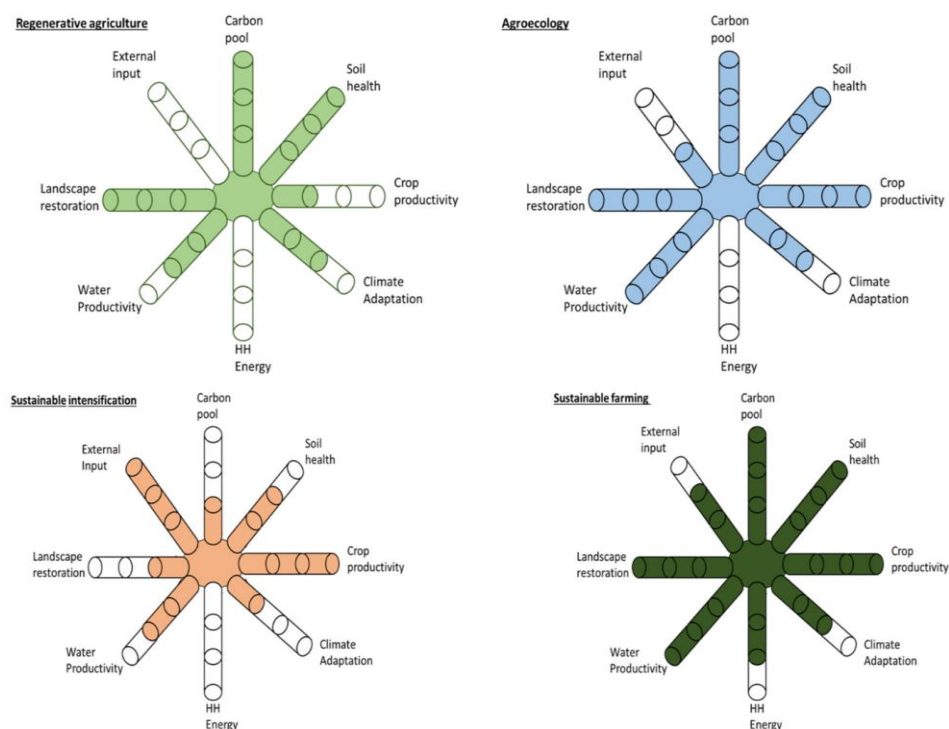 Regenerative agriculture
Carbon
pool
External
input
Soil
health
Landscape
restoration
Crop
productivity
Water
Productivity
Climate
Adaptation
HH
Energy
Agroecology
Carbon
pool
External
input
Soil
health
Landscape
restoration
Crop
productivity
Water
Productivity
Climate
Adaptation
HH
Energy
Sustainable intensification
Carbon
pool
External
Input
Soil
health
Landscape
restoration
Crop
productivity
Water
Productivity
Climate
Adaptation
HH
Energy
Sustainable farming
Carbon
pool
External
input
Soil
health
Landscape
restoration
Crop
productivity
Water
Productivity
Climate
Adaptation
HH
Energy